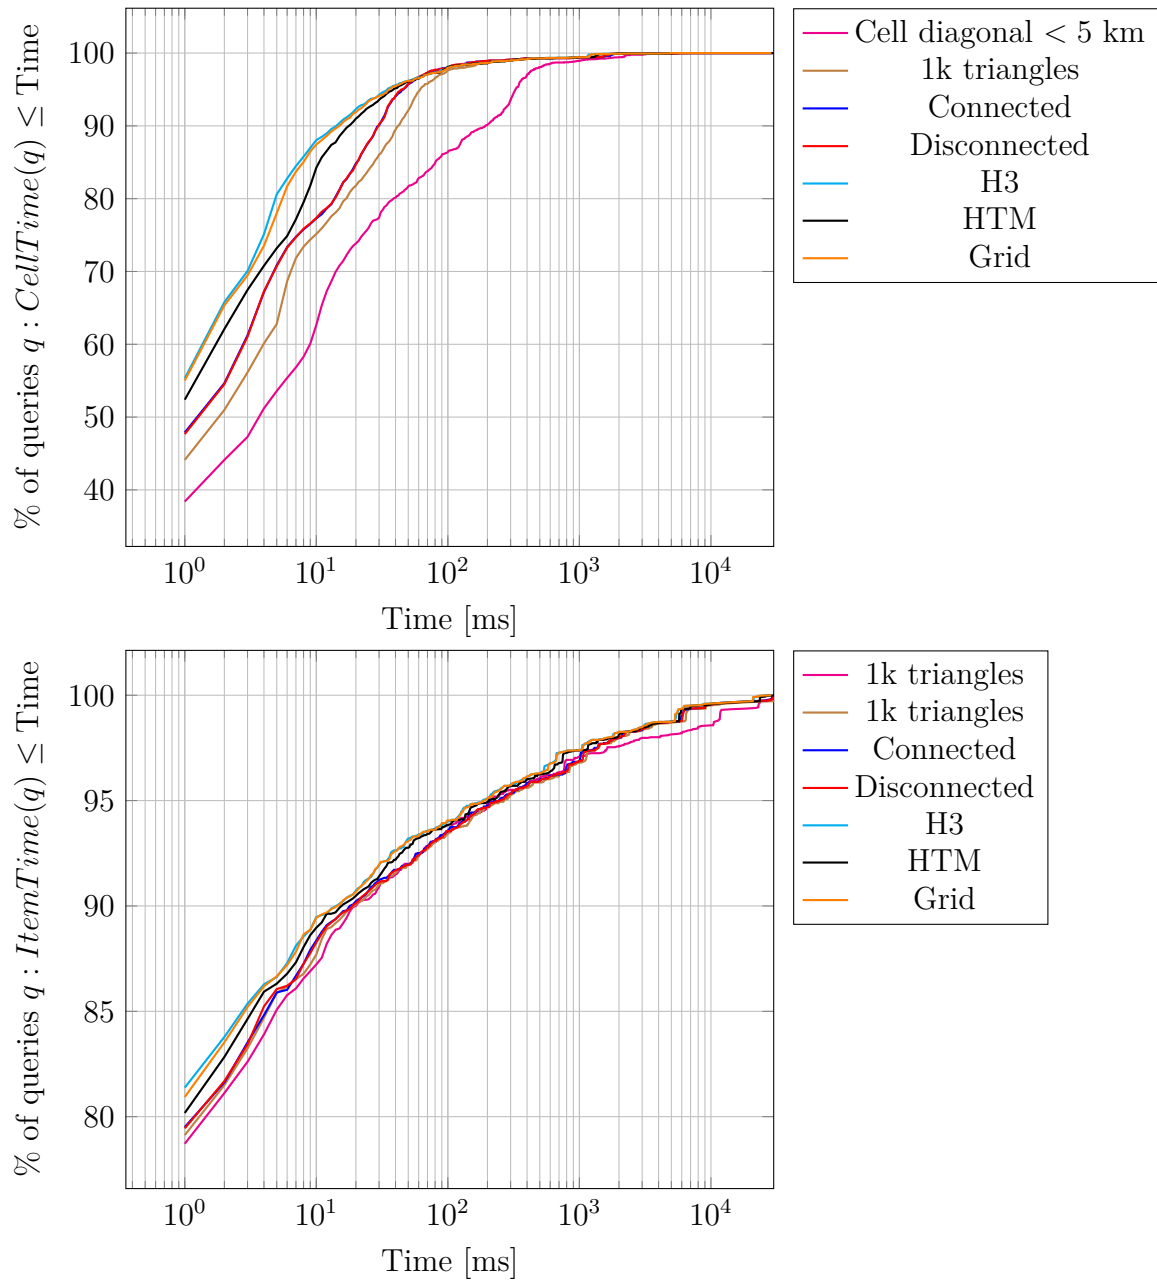 % of queries q : CellTime(q) ≤ Time
100
90
80
70
60
50
40
10^0 10^1 10^2 10^3 10^4
Time [ms]
Cell diagonal < 5 km
1k triangles
Connected
Disconnected
H3
HTM
Grid
% of queries q : ItemTime(q) ≤ Time
100
95
90
85
80
10^0 10^1 10^2 10^3 10^4
Time [ms]
1k triangles
1k triangles
Connected
Disconnected
H3
HTM
Grid